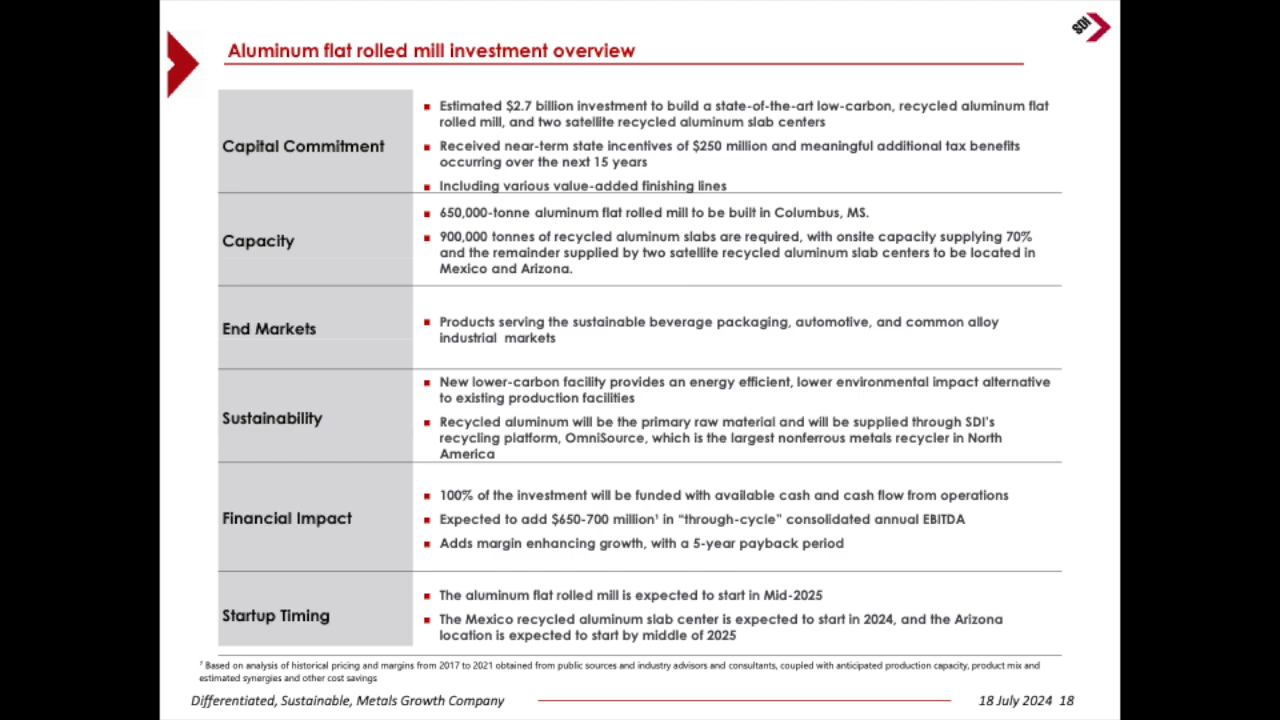 SDI
Aluminum flat rolled mill investment overview
Capital Commitment
Estimated $2.7 billion investment to build a state-of-the-art low-carbon, recycled aluminum flat
rolled mill, and two satellite recycled aluminum slab centers
Received near-term state incentives of $250 million and meaningful additional tax benefits
occurring over the next 15 years
Including various value-added finishing lines
Capacity
650,000-tonne aluminum flat rolled mill to be built in Columbus, MS.
900,000 tonnes of recycled aluminum slabs are required, with onsite capacity supplying 70%
and the remainder supplied by two satellite recycled aluminum slab centers to be located in
Mexico and Arizona.
End Markets
Products serving the sustainable beverage packaging, automotive, and common alloy
industrial markets
Sustainability
New lower-carbon facility provides an energy efficient, lower environmental impact alternative
to existing production facilities
Recycled aluminum will be the primary raw material and will be supplied through SDI's
recycling platform, OmniSource, which is the largest nonferrous metals recycler in North
America
Financial Impact
100% of the investment will be funded with available cash and cash flow from operations
Expected to add $650-700 million¹ in “through-cycle” consolidated annual EBITDA
Adds margin enhancing growth, with a 5-year payback period
Startup Timing
The aluminum flat rolled mill is expected to start in Mid-2025
The Mexico recycled aluminum slab center is expected to start in 2024, and the Arizona
location is expected to start by middle of 2025
¹ Based on analysis of historical pricing and margins from 2017 to 2021 obtained from public sources and industry advisors and consultants, coupled with anticipated production capacity, product mix and
estimated synergies and other cost savings
Differentiated, Sustainable, Metals Growth Company
18 July 2024 18